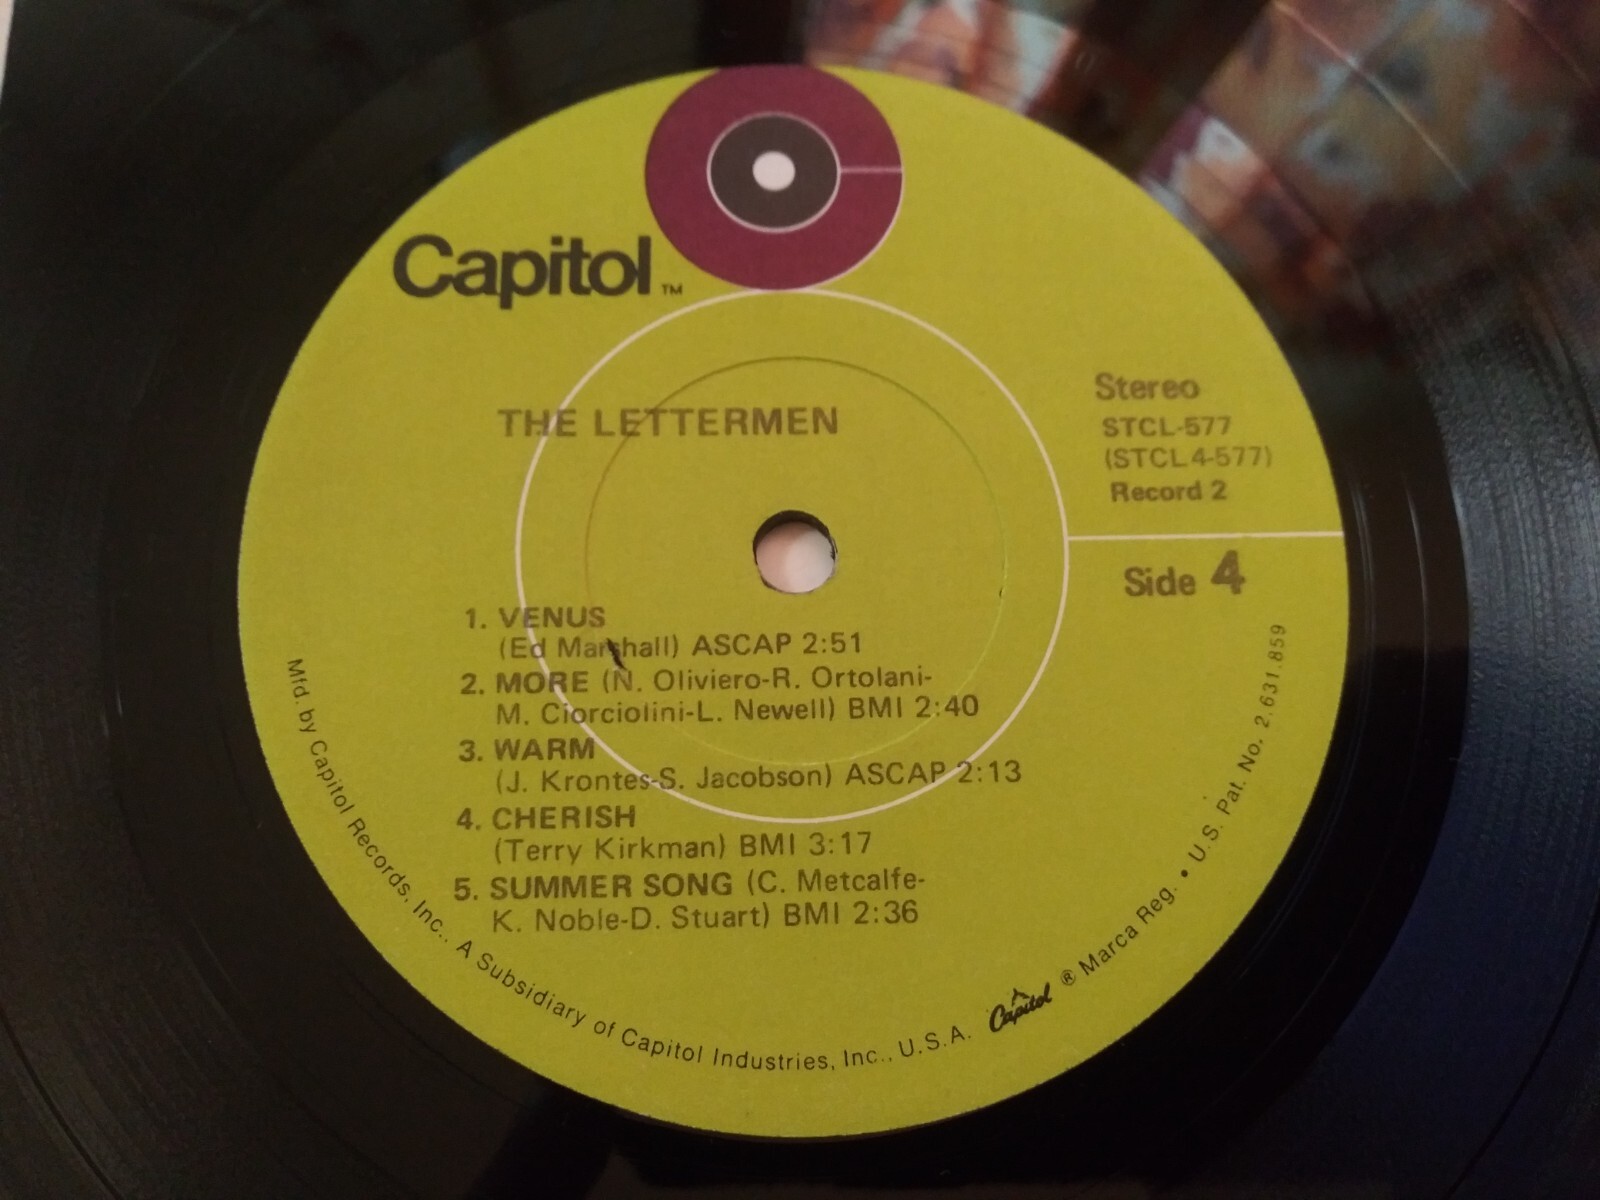 Capitol™
THE LETTERMEN
Stereo
STCL-577
(STCL4-577)
Record 2
Side 4
1. VENUS
(Ed Marshall) ASCAP 2:51
2. MORE (N. Oliviero-R. Ortolani-
M. Ciorciolini-L. Newell) BMI 2:40
3. WARM
(J. Krontes-S. Jacobson) ASCAP 2:13
4. CHERISH
(Terry Kirkman) BMI 3:17
5. SUMMER SONG (C. Metcalfe-
K. Noble-D. Stuart) BMI 2:36
Mfd. by Capitol Records, Inc., A Subsidiary of Capitol Industries, Inc., U.S.A. Capitol ® Marca Reg. • U.S. Pat. No. 2.631.859